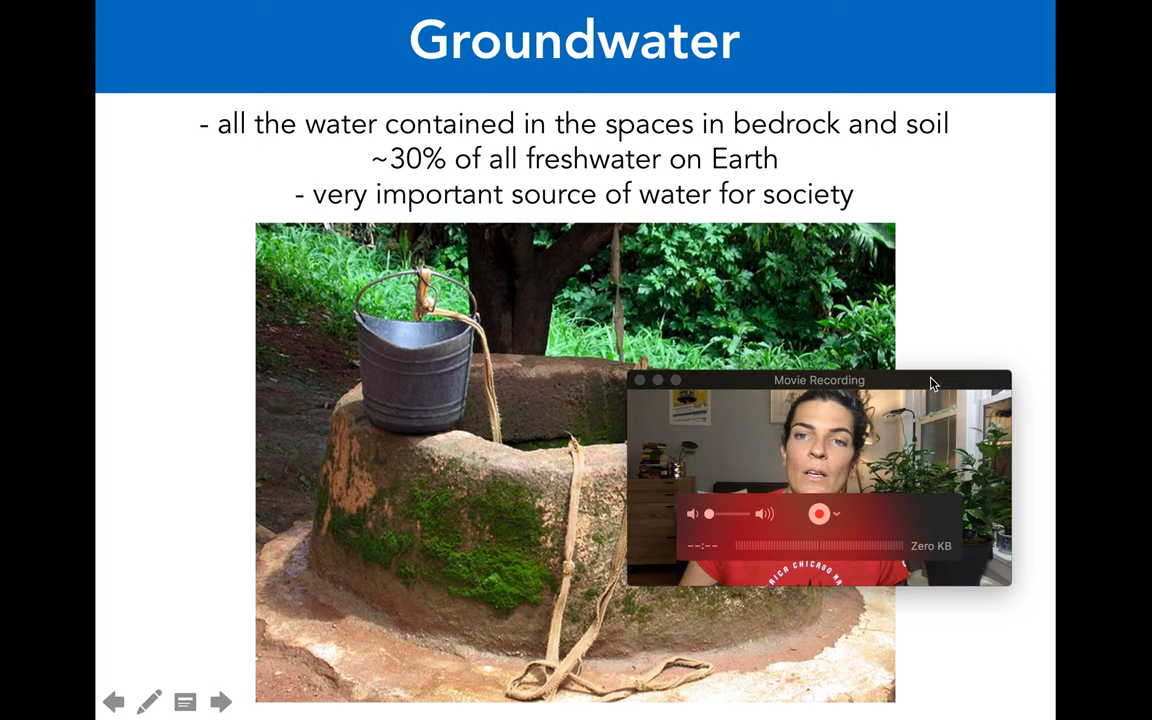 Groundwater
- all the water contained in the spaces in bedrock and soil
~30% of all freshwater on Earth
- very important source of water for society
Movie Recording
--:--
Zero KB
CHICAGO